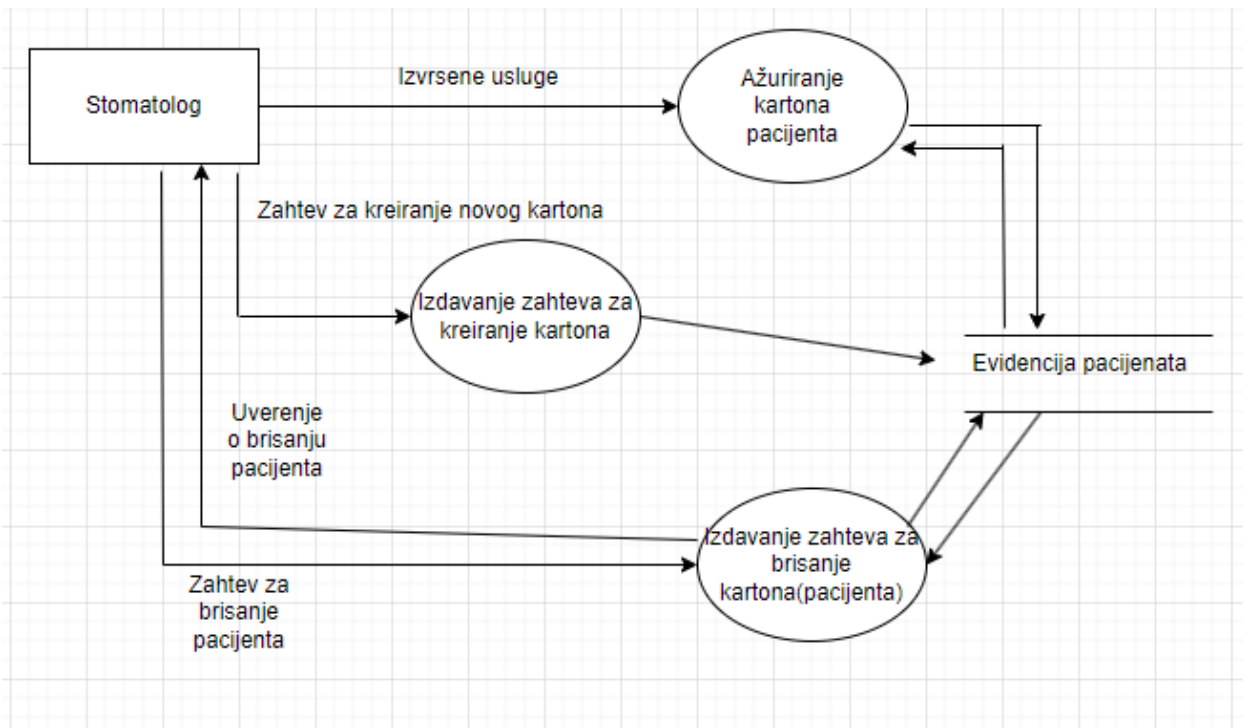 Stomatolog
Izvrsene usluge
Ažuriranje
kartona
pacijenta
Zahtev za kreiranje novog kartona
Izdavanje zahteva za
kreiranje kartona
Evidencija pacijenata
Uverenje
o brisanju
pacijenta
Izdavanje zahteva za
brisanje
kartona(pacijenta)
Zahtev za
brisanje
pacijenta